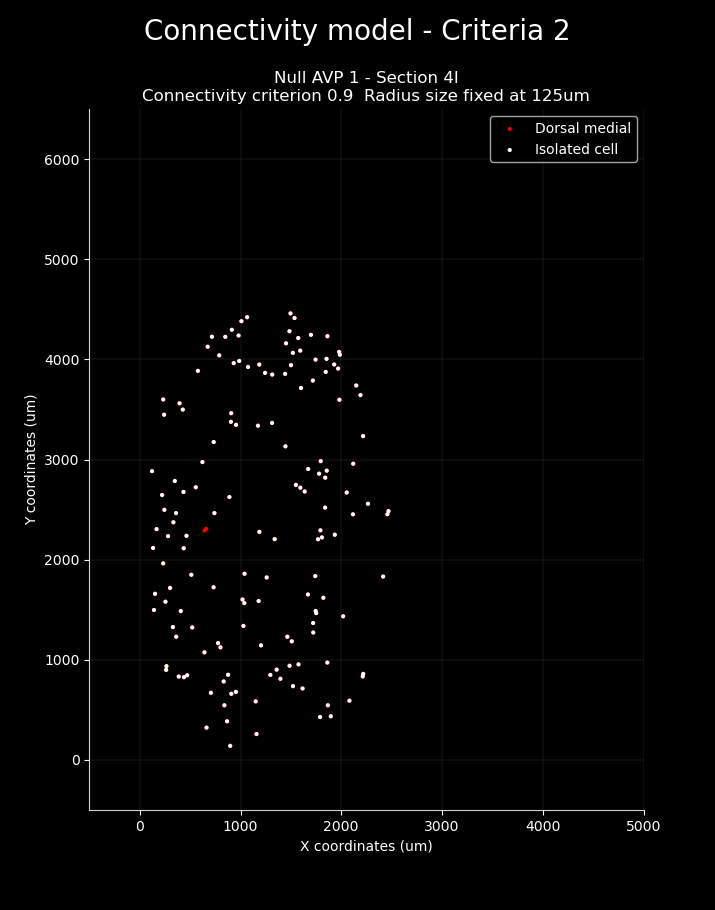 Connectivity model - Criteria 2
Null AVP 1 - Section 4I
Connectivity criterion 0.9  Radius size fixed at 125um
Dorsal medial
Isolated cell
6000
5000
4000
3000
2000
1000
0
Y coordinates (um)
0
1000
2000
3000
4000
5000
X coordinates (um)